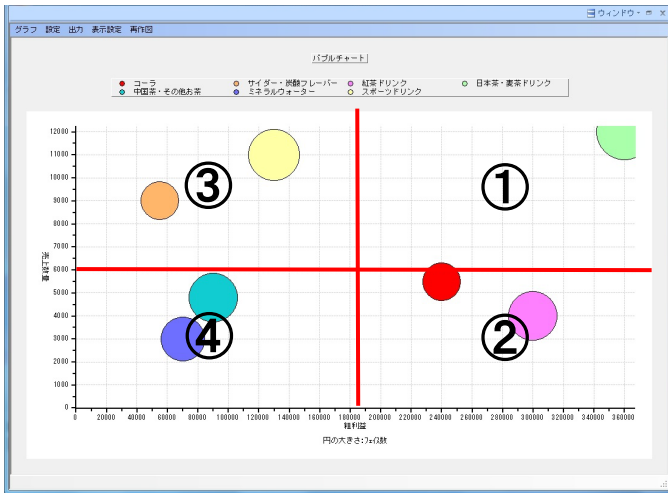 ウィンドウ
グラフ 設定 出力 表示設定 再作図
バブルチャート
コーラ サイダー・炭酸フレーバー 紅茶ドリンク 日本茶・麦茶ドリンク
中国茶・その他お茶 ミネラルウォーター スポーツドリンク
12000
11000
10000
9000
8000
7000
6000
5000
4000
3000
2000
1000
0
売上数量
③
①
④
②
0 20000 40000 60000 80000 100000 120000 140000 160000 180000 200000 220000 240000 260000 280000 300000 320000 340000 360000
粗利益
円の大きさ:フェイス数